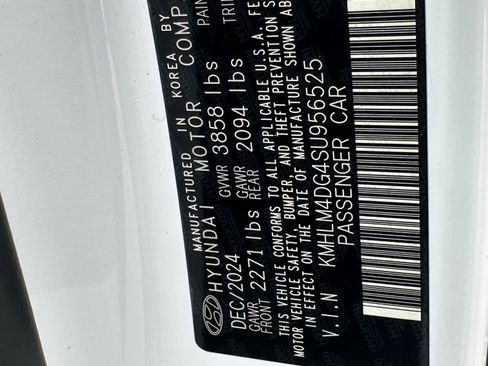 MANUFACTURED IN KOREA BY
HYUNDAI MOTOR COMP
DEC/2024 GVWR 3858 lbs PAIN
GAWR FRONT 2271 lbs GAWR REAR 2094 lbs TRI
THIS VEHICLE CONFORMS TO ALL APPLICABLE U.S.A. FE
MOTOR VEHICLE SAFETY, BUMPER, AND THEFT PREVENTION S
IN EFFECT ON THE DATE OF MANUFACTURE SHOWN AB
V.I.N KMHLM4DG4SU956525
PASSENGER CAR